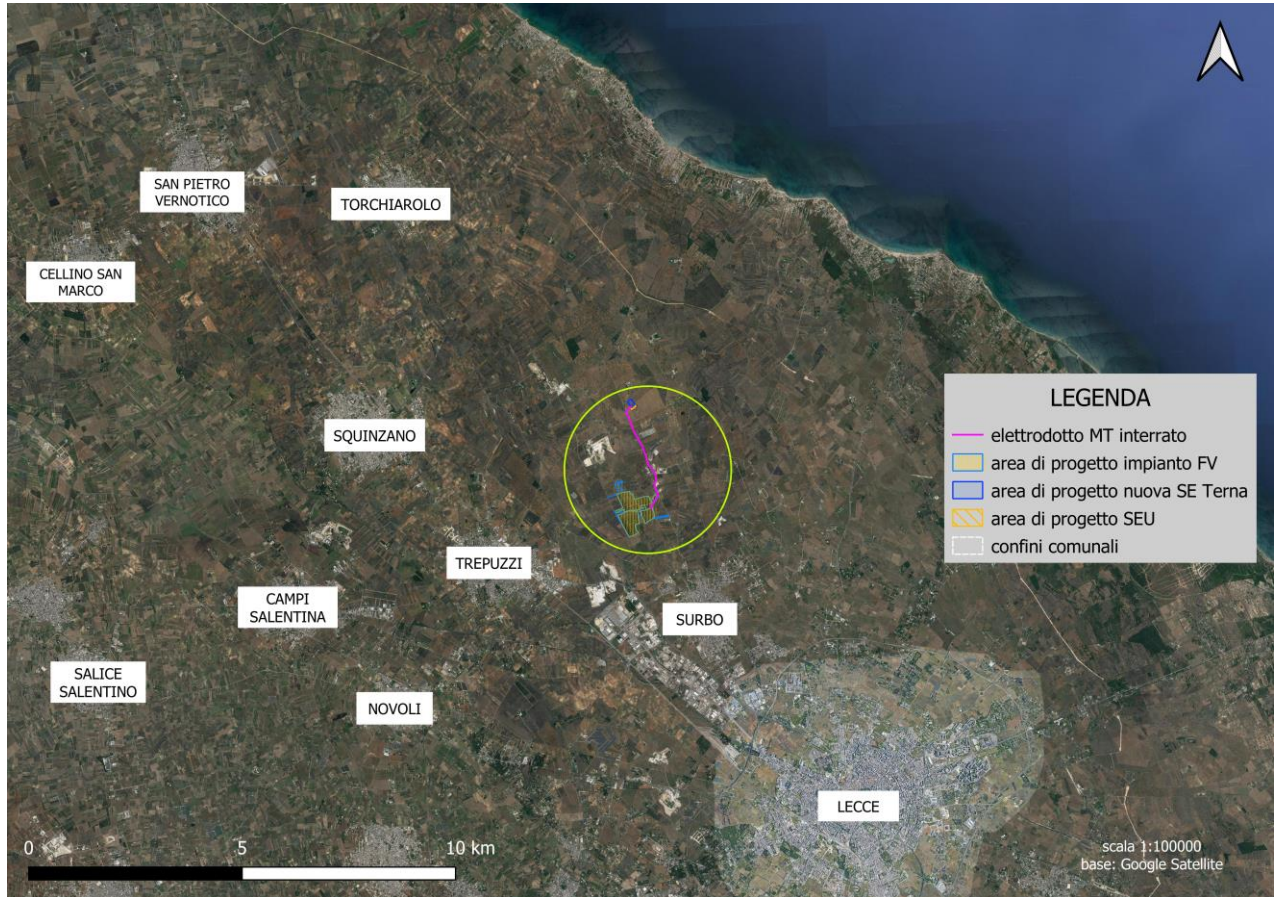 SAN PIETRO
VERNOTICO
TORCHIAROLO
CELLINO SAN
MARCO
SQUINZANO
LEGENDA
elettrodotto MT interrato
area di progetto impianto FV
area di progetto nuova SE Terna
area di progetto SEU
confini comunali
TREPUZZI
CAMPI
SALENTINA
SURBO
SALICE
SALENTINO
NOVOLI
LECCE
0 5 10 km
scala 1:100000
base: Google Satellite